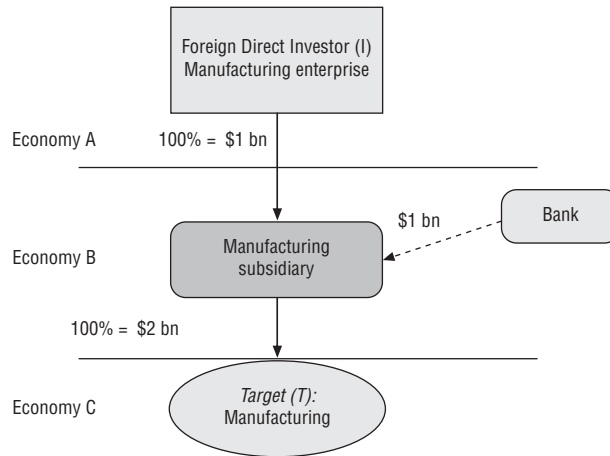 Foreign Direct Investor (I)
Manufacturing enterprise
Economy A
100% = $1 bn
$1 bn
Bank
Manufacturing
subsidiary
Economy B
100% = $2 bn
Target (T):
Manufacturing
Economy C